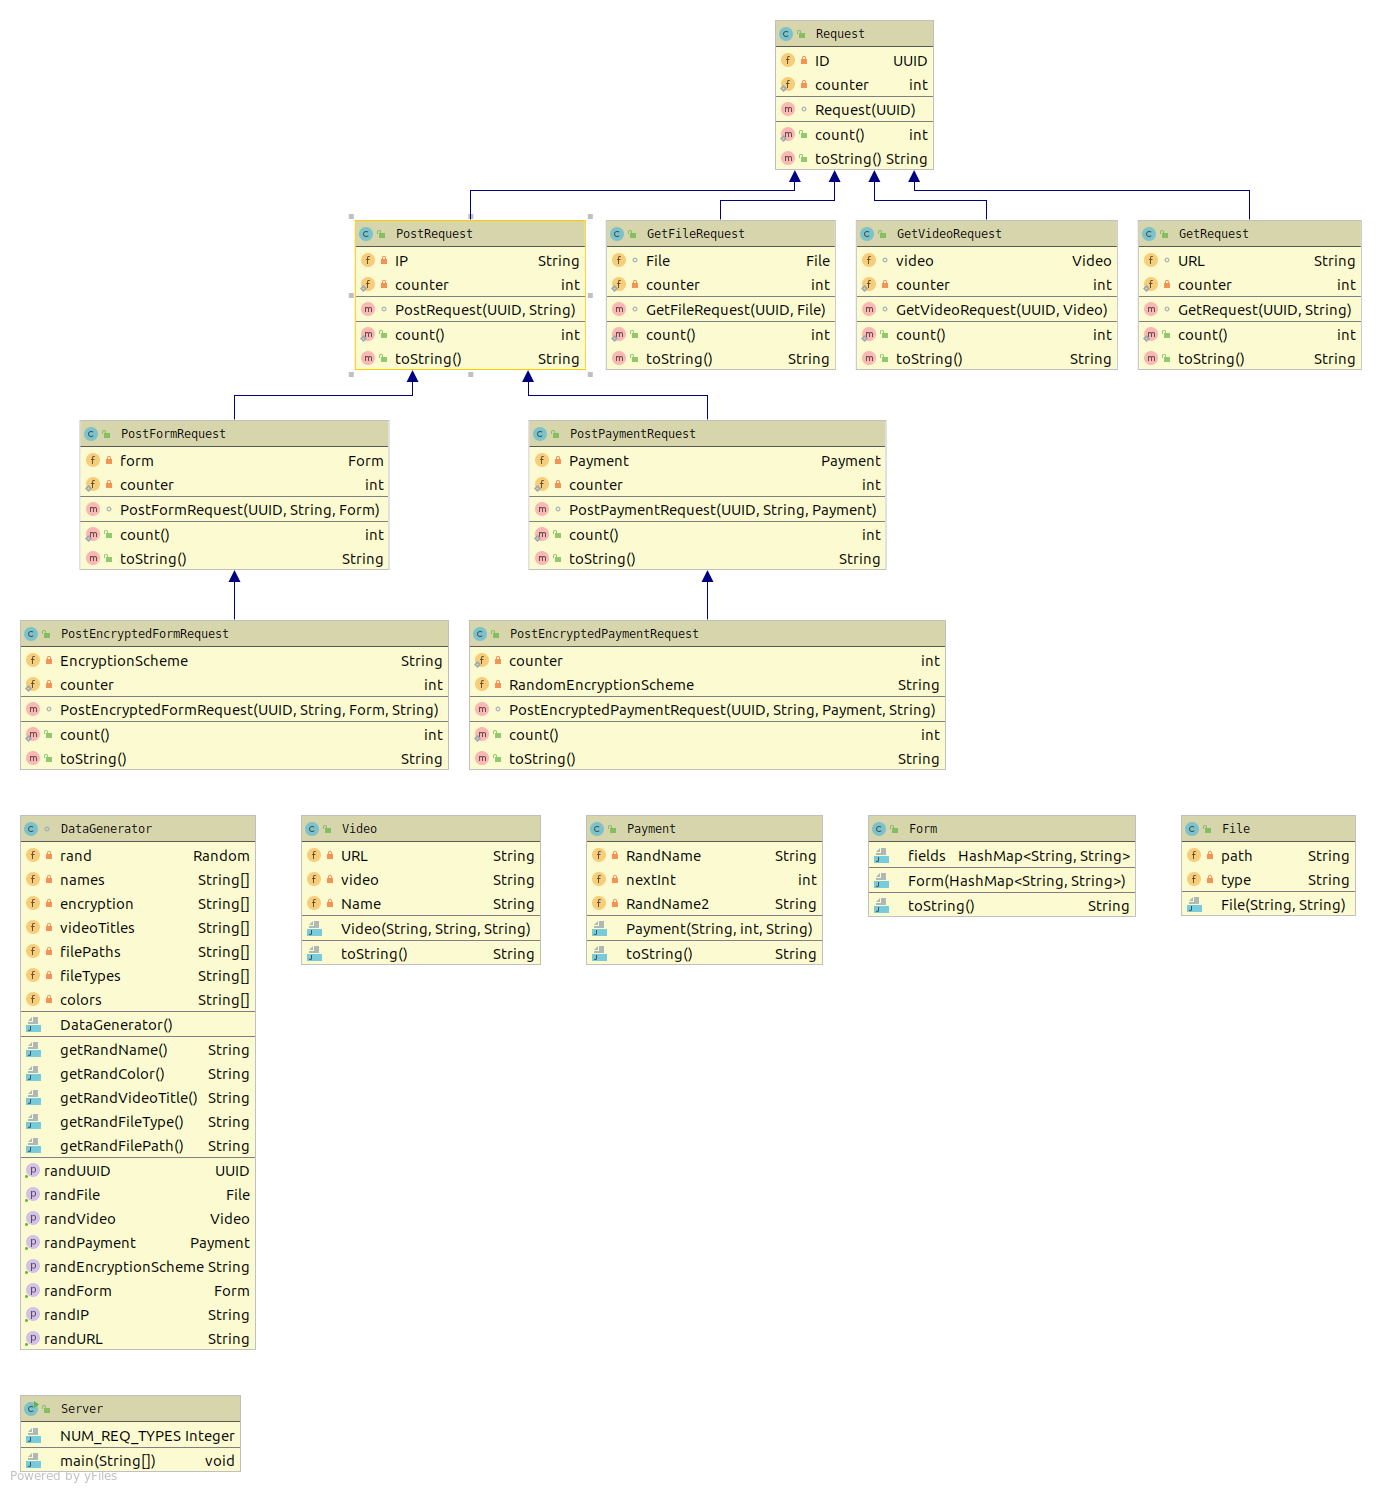 Request
ID UUID
counter int
Request(UUID)
count() int
toString() String
PostRequest
IP String
counter int
PostRequest(UUID, String)
count() int
toString() String
GetFileRequest
File File
counter int
GetFileRequest(UUID, File)
count() int
toString() String
GetVideoRequest
video Video
counter int
GetVideoRequest(UUID, Video)
count() int
toString() String
GetRequest
URL String
counter int
GetRequest(UUID, String)
count() int
toString() String
PostFormRequest
form Form
counter int
PostFormRequest(UUID, String, Form)
count() int
toString() String
PostPaymentRequest
Payment Payment
counter int
PostPaymentRequest(UUID, String, Payment)
count() int
toString() String
PostEncryptedFormRequest
EncryptionScheme String
counter int
PostEncryptedFormRequest(UUID, String, Form, String)
count() int
toString() String
PostEncryptedPaymentRequest
counter int
RandomEncryptionScheme String
PostEncryptedPaymentRequest(UUID, String, Payment, String)
count() int
toString() String
DataGenerator
rand Random
names String[]
encryption String[]
videoTitles String[]
filePaths String[]
fileTypes String[]
colors String[]
DataGenerator()
getRandName() String
getRandColor() String
getRandVideoTitle() String
getRandFileType() String
getRandFilePath() String
randUUID UUID
randFile File
randVideo Video
randPayment Payment
randEncryptionScheme String
randForm Form
randIP String
randURL String
Video
URL String
video String
Name String
Video(String, String, String)
toString() String
Payment
RandName String
nextInt int
RandName2 String
Payment(String, int, String)
toString() String
Form
fields HashMap<String, String>
Form(HashMap<String, String>)
toString() String
File
path String
type String
File(String, String)
Server
NUM_REQ_TYPES Integer
main(String[]) void
Powered by yFiles